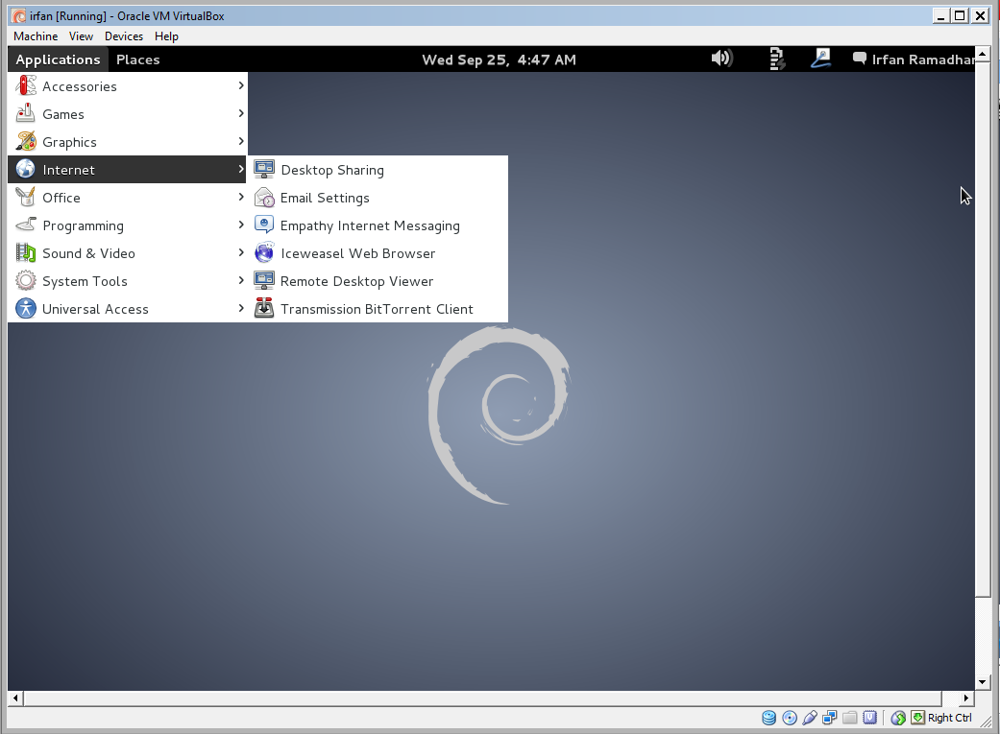 irfan [Running] - Oracle VM VirtualBox
Machine View Devices Help
Applications Places Wed Sep 25, 4:47 AM Irfan Ramadhan
Accessories
Games
Graphics
Internet
Desktop Sharing
Office
Email Settings
Programming
Empathy Internet Messaging
Sound & Video
Iceweasel Web Browser
System Tools
Remote Desktop Viewer
Universal Access
Transmission BitTorrent Client
Right Ctrl